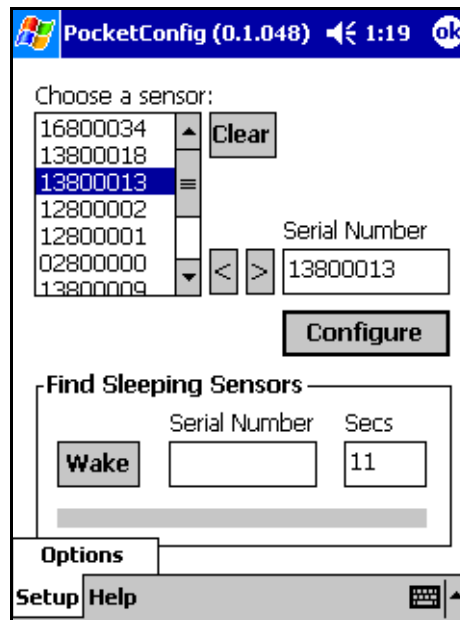 PocketConfig (0.1.048) 1:19 ok
Choose a sensor:
16800034
13800018
13800013
12800002
12800001
02800000
13800009
Clear
Serial Number
< > 13800013
Configure
Find Sleeping Sensors
Serial Number Secs
Wake 11
Options
Setup Help